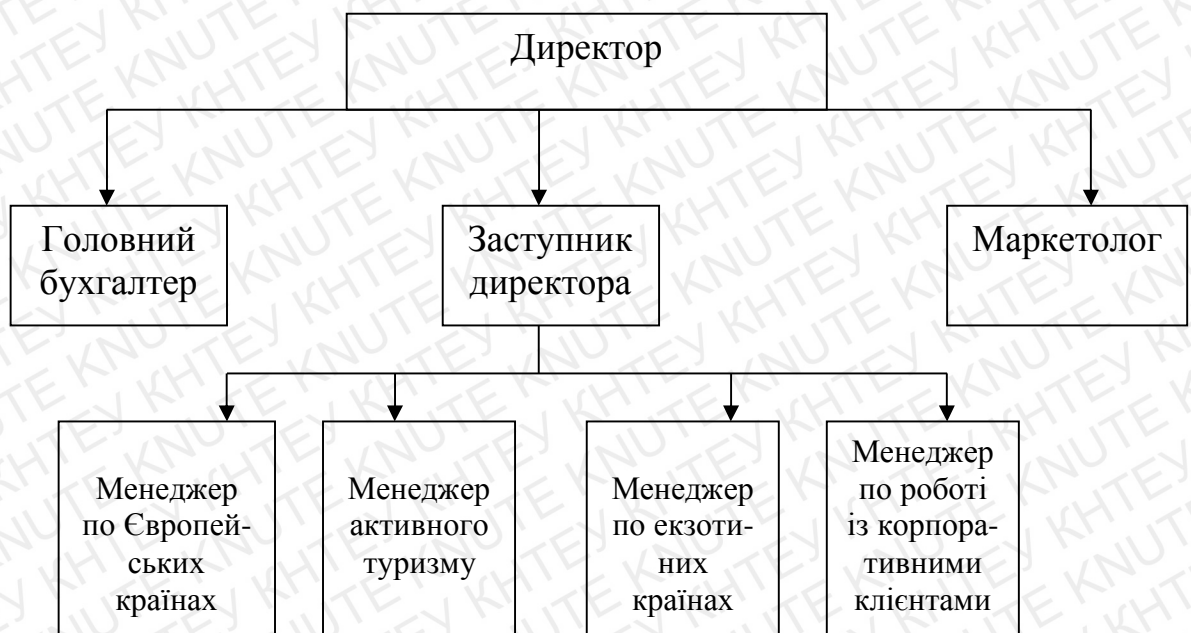 Директор
Головний
бухгалтер
Заступник
директора
Маркетолог
Менеджер
по Європей-
ських
країнах
Менеджер
активного
туризму
Менеджер
по екзоти-
них
країнах
Менеджер
по роботі
із корпора-
тивними
клієнтами